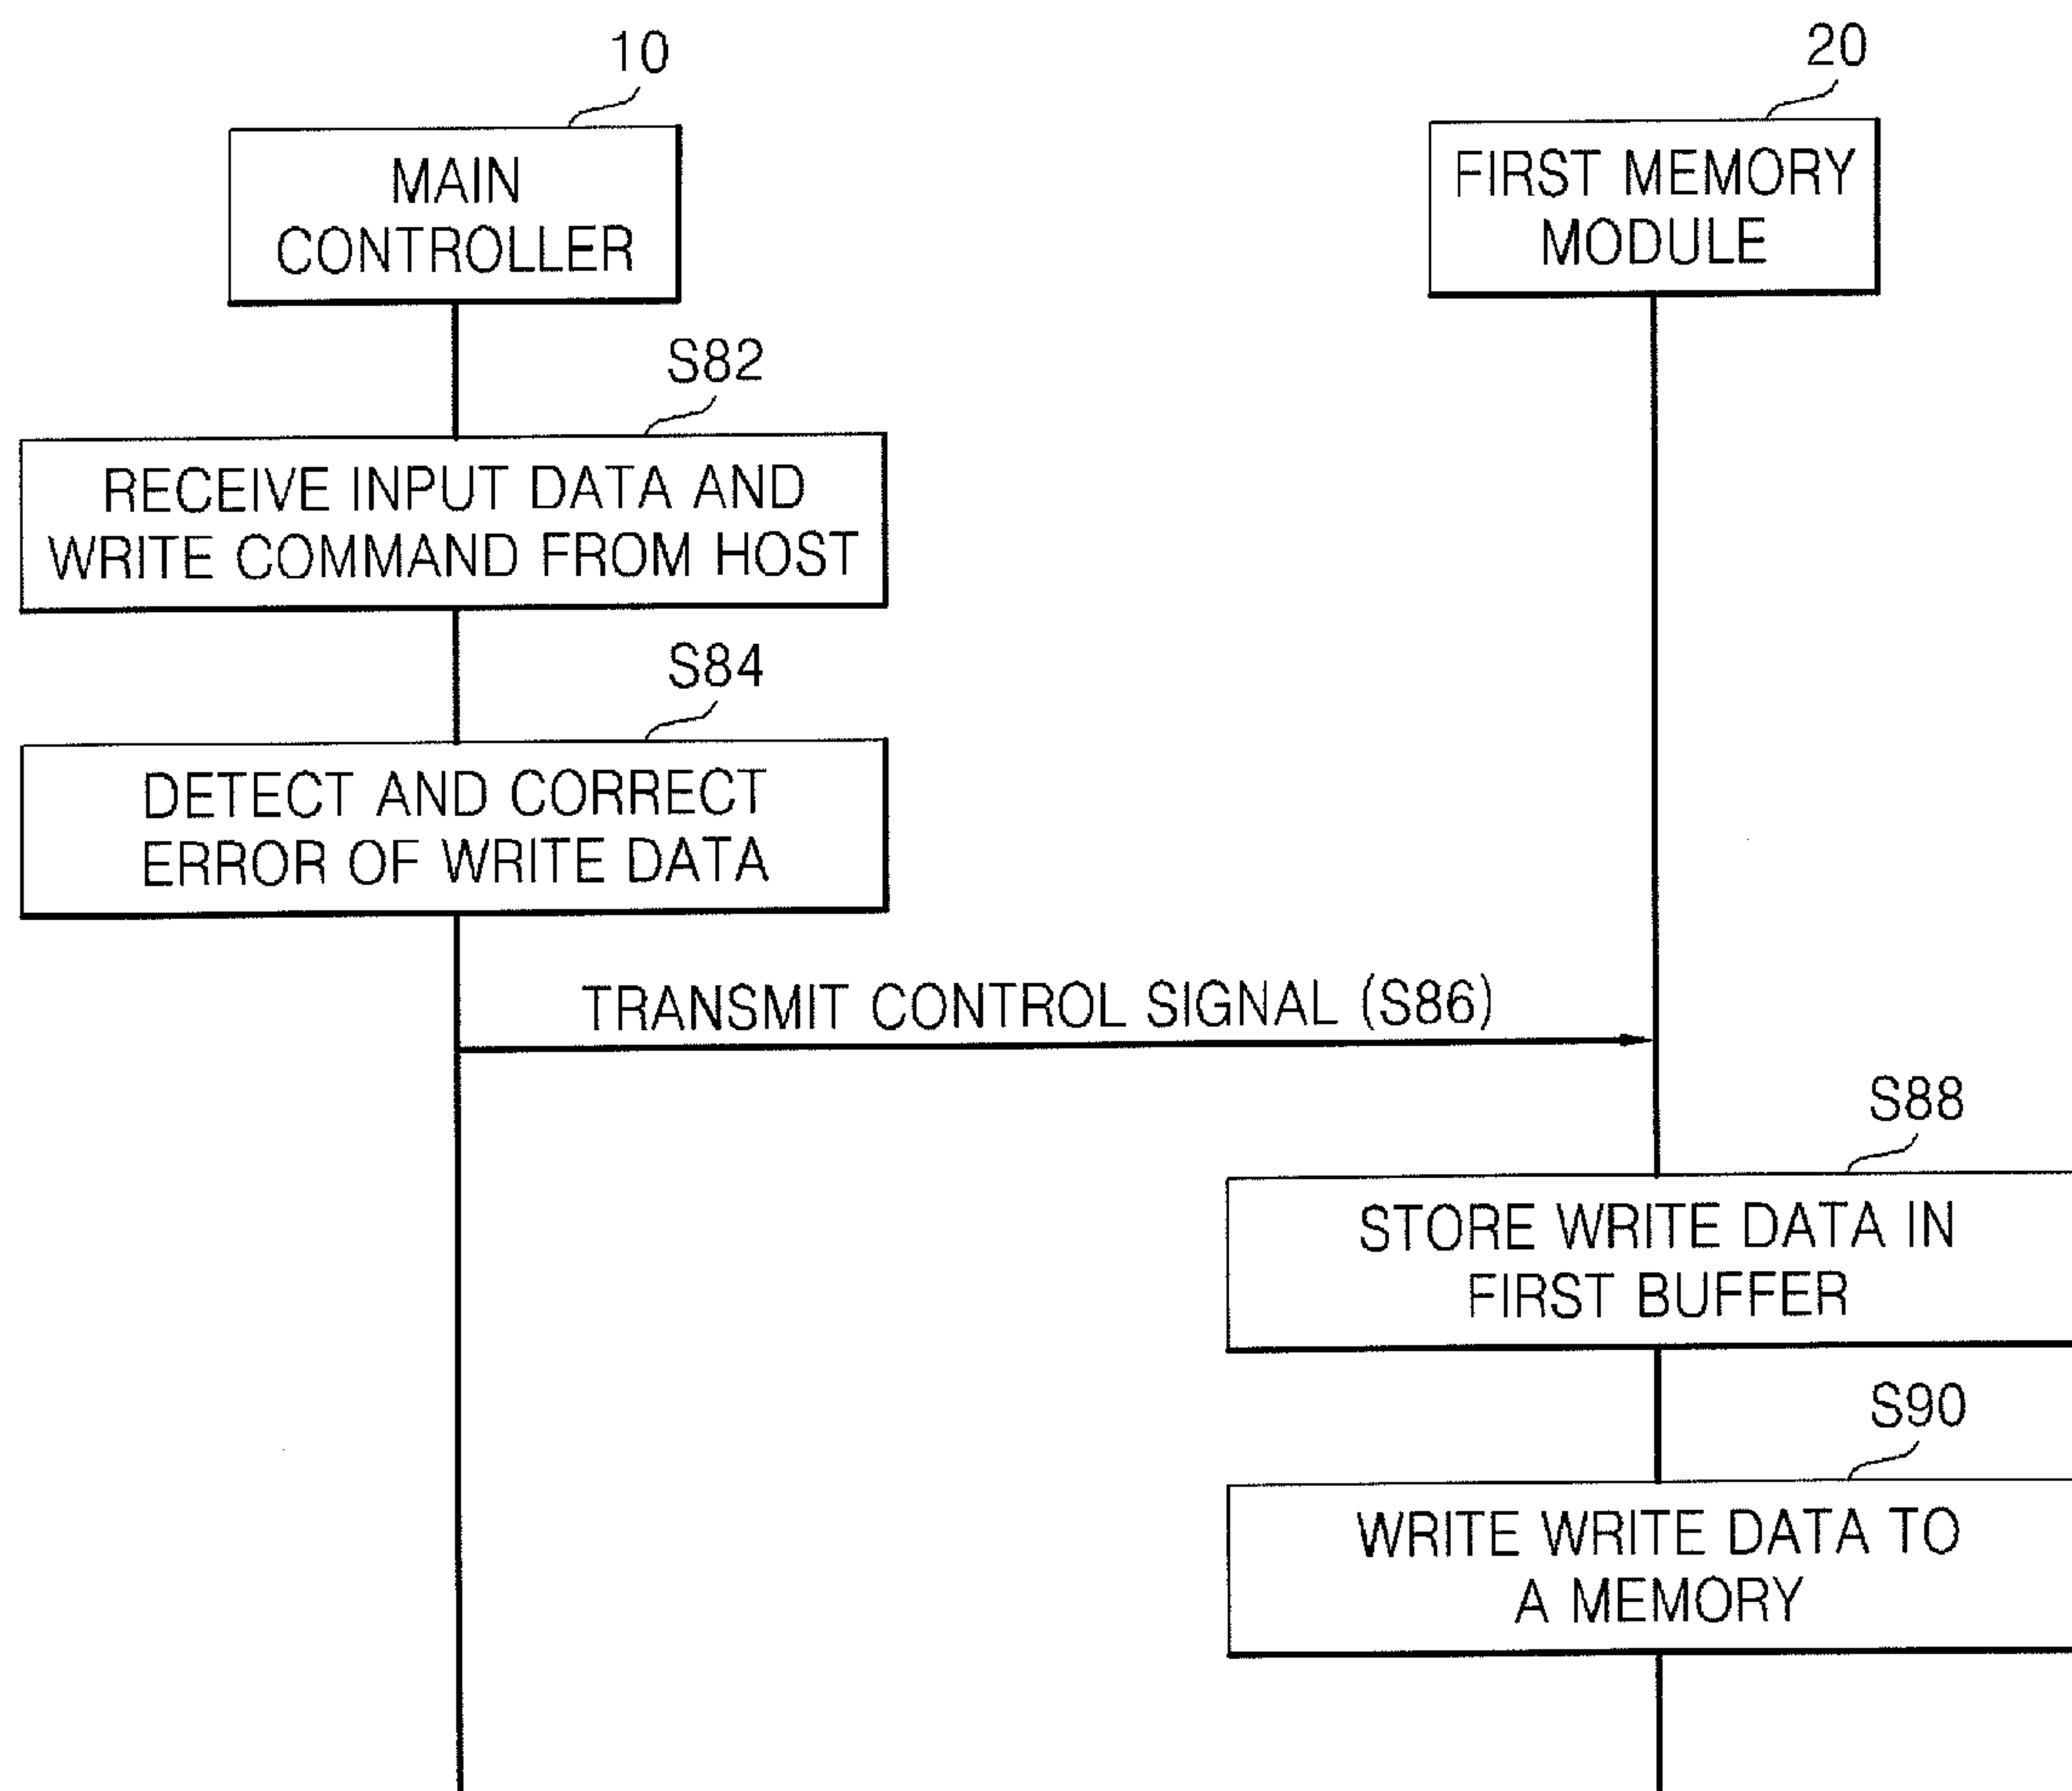 10
MAIN
CONTROLLER
20
FIRST MEMORY
MODULE
S82
RECEIVE INPUT DATA AND
WRITE COMMAND FROM HOST
S84
DETECT AND CORRECT
ERROR OF WRITE DATA
TRANSMIT CONTROL SIGNAL (S86)
S88
STORE WRITE DATA IN
FIRST BUFFER
S90
WRITE WRITE DATA TO
A MEMORY